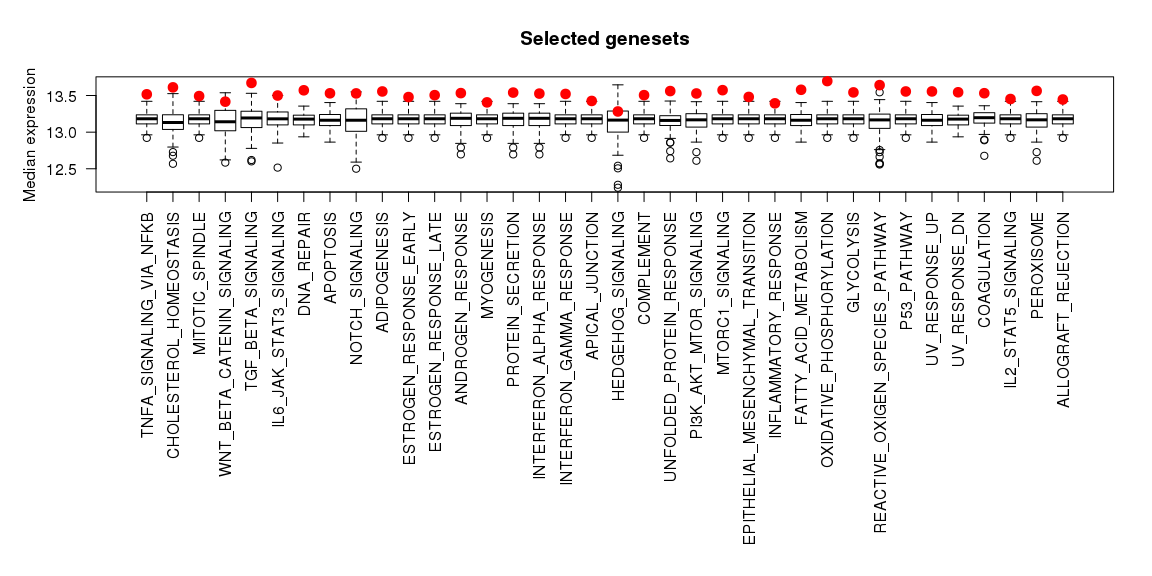 Selected genesets
Median expression
13.5
13.0
12.5
TNFA_SIGNALING_VIA_NFKB
CHOLESTEROL_HOMEOSTASIS
MITOTIC_SPINDLE
WNT_BETA_CATENIN_SIGNALING
TGF_BETA_SIGNALING
IL6_JAK_STAT3_SIGNALING
DNA_REPAIR
APOPTOSIS
NOTCH_SIGNALING
ADIPOGENESIS
ESTROGEN_RESPONSE_EARLY
ESTROGEN_RESPONSE_LATE
ANDROGEN_RESPONSE
MYOGENESIS
PROTEIN_SECRETION
INTERFERON_ALPHA_RESPONSE
INTERFERON_GAMMA_RESPONSE
APICAL_JUNCTION
HEDGEHOG_SIGNALING
COMPLEMENT
UNFOLDED_PROTEIN_RESPONSE
PI3K_AKT_MTOR_SIGNALING
MTORC1_SIGNALING
EPITHELIAL_MESENCHYMAL_TRANSITION
INFLAMMATORY_RESPONSE
FATTY_ACID_METABOLISM
OXIDATIVE_PHOSPHORYLATION
GLYCOLYSIS
REACTIVE_OXIGEN_SPECIES_PATHWAY
P53_PATHWAY
UV_RESPONSE_UP
UV_RESPONSE_DN
COAGULATION
IL2_STAT5_SIGNALING
PEROXISOME
ALLOGRAFT_REJECTION